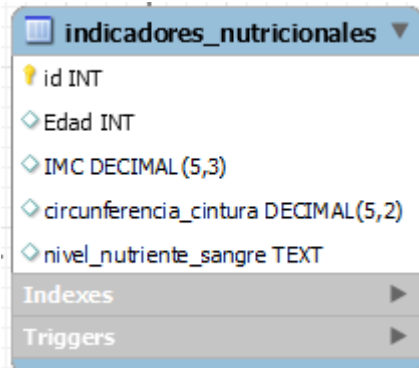 indicadores_nutricionales
id INT
Edad INT
IMC DECIMAL(5,3)
circunferencia_cintura DECIMAL(5,2)
nivel_nutriente_sangre TEXT
Indexes
Triggers